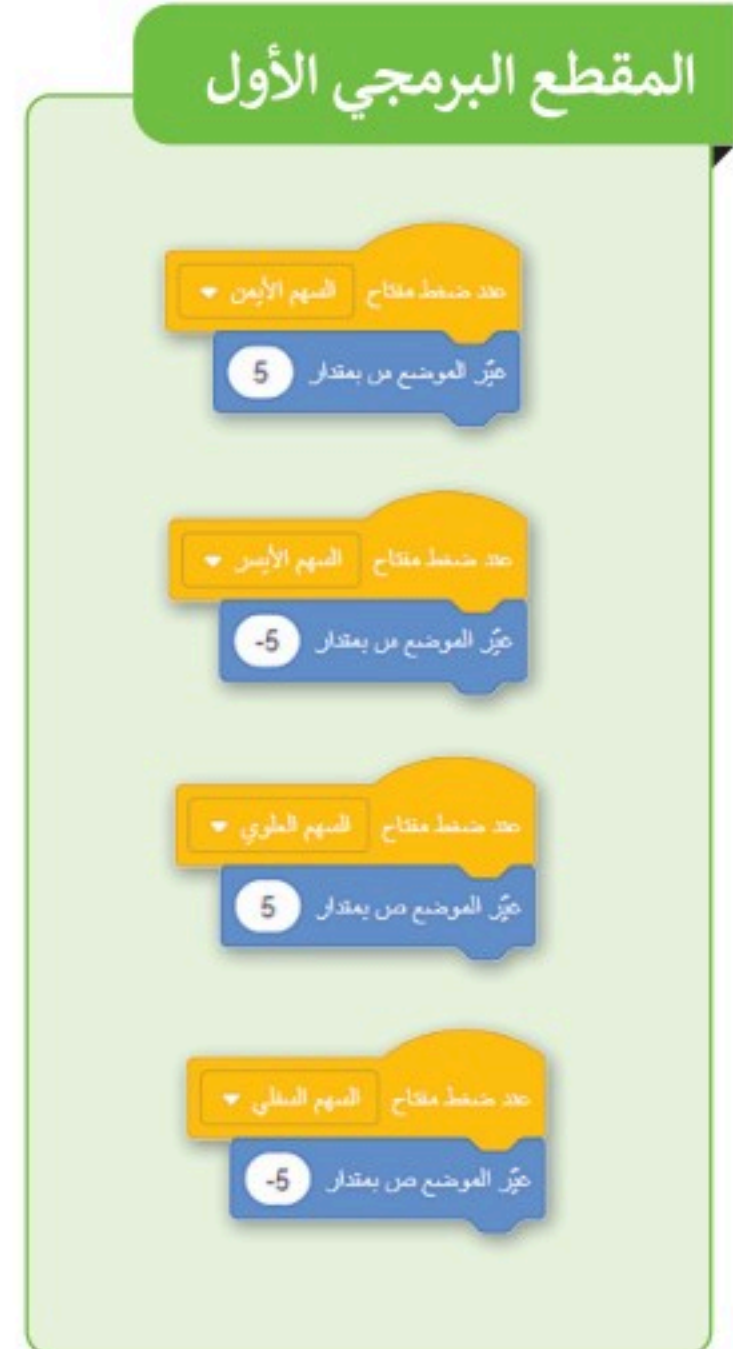 المقطع البرمجي الأول
عند ضغط مفتاح السهم الأيمن
غيّر الموضع س بمقدار 5
عند ضغط مفتاح السهم الأيسر
غيّر الموضع س بمقدار -5
عند ضغط مفتاح السهم العلوي
غيّر الموضع ص بمقدار 5
عند ضغط مفتاح السهم السفلي
غيّر الموضع ص بمقدار -5